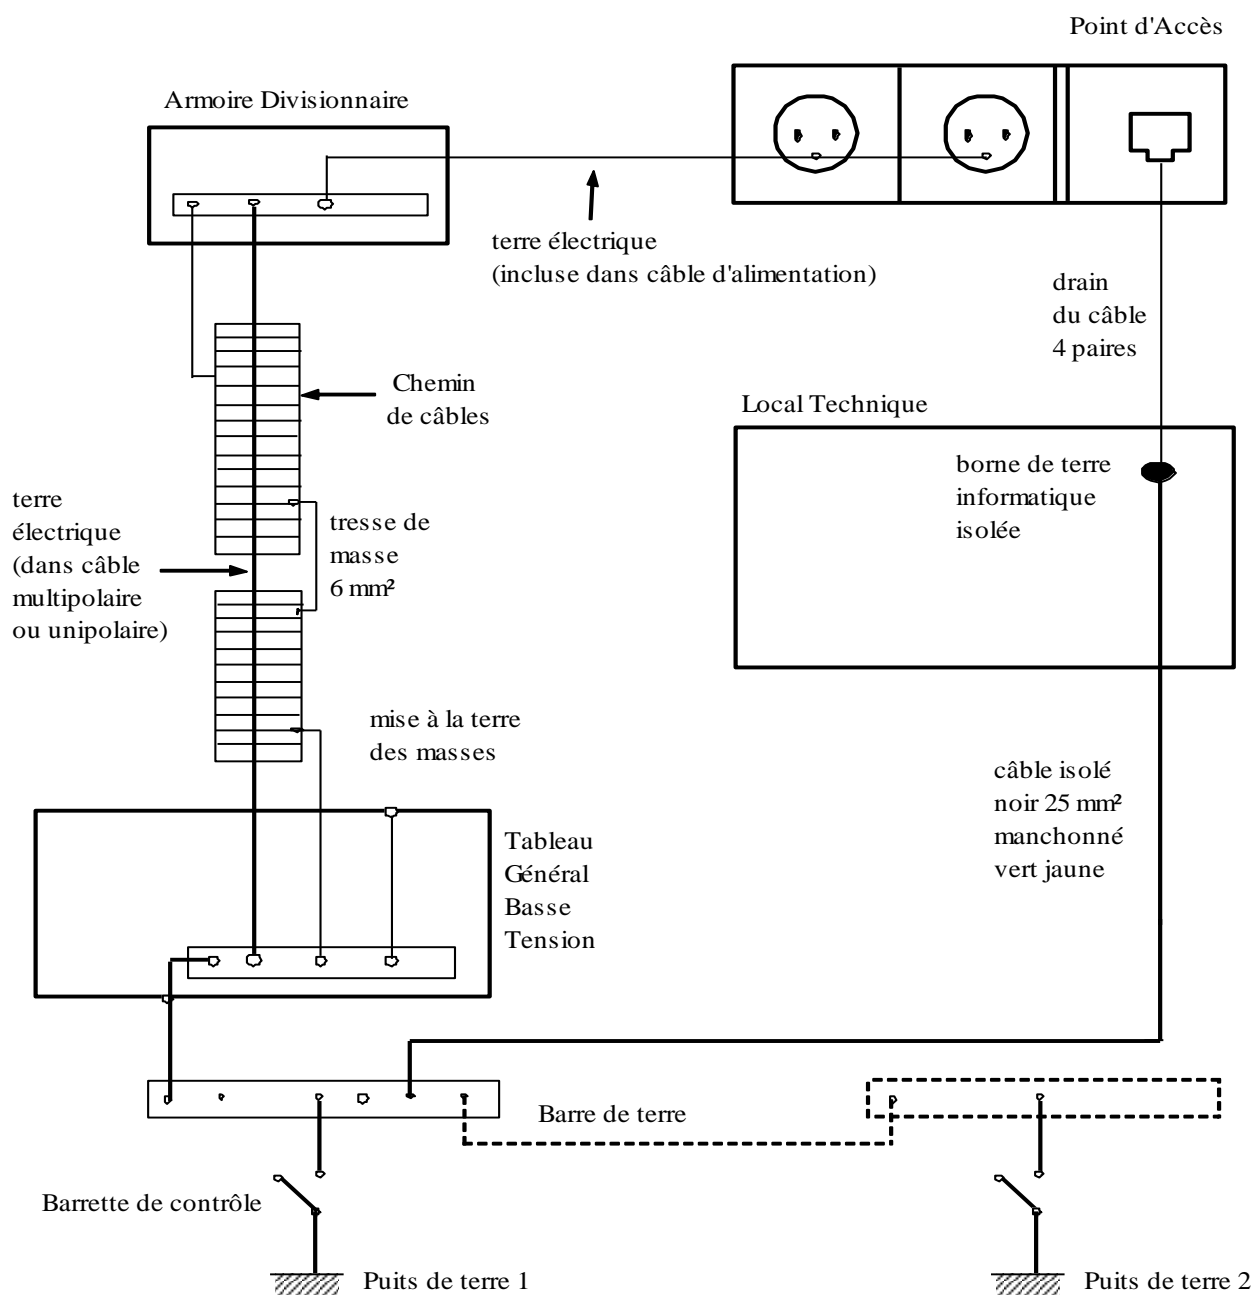 Point d'Accès
Armoire Divisionnaire
terre électrique
(incluse dans câble d'alimentation)
drain
du câble
4 paires
Chemin
de câbles
Local Technique
borne de terre
informatique
isolée
terre
électrique
(dans câble
multipolaire
ou unipolaire)
tresse de
masse
6 mm²
mise à la terre
des masses
câble isolé
noir 25 mm²
manchonné
vert jaune
Tableau
Général
Basse
Tension
Barre de terre
Barrette de contrôle
Puits de terre 1
Puits de terre 2